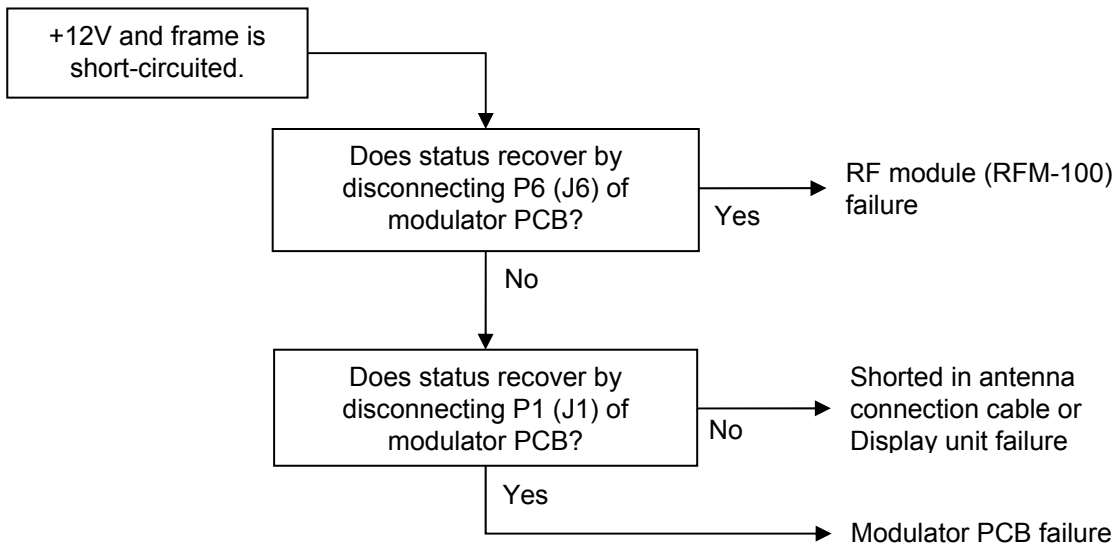 +12V and frame is
short-circuited.
Does status recover by
disconnecting P6 (J6) of
modulator PCB?
Yes
RF module (RFM-100)
failure
No
Does status recover by
disconnecting P1 (J1) of
modulator PCB?
No
Shorted in antenna
connection cable or
Display unit failure
Yes
Modulator PCB failure